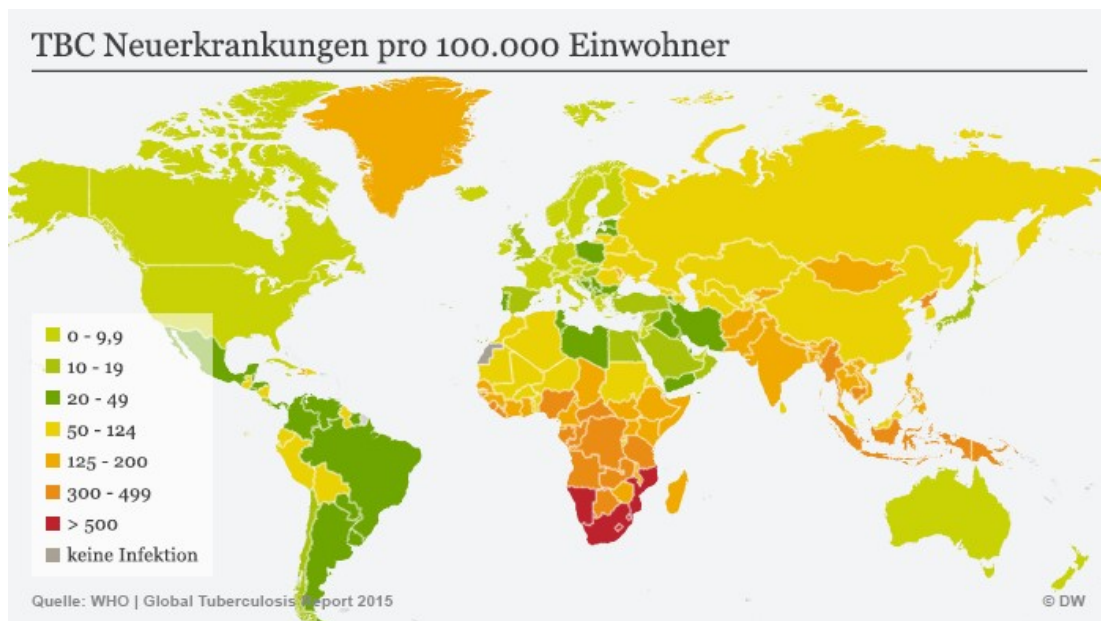 TBC Neuerkrankungen pro 100.000 Einwohner
0 - 9,9
10 - 19
20 - 49
50 - 124
125 - 200
300 - 499
> 500
keine Infektion
Quelle: WHO | Global Tuberculosis Report 2015
© DW